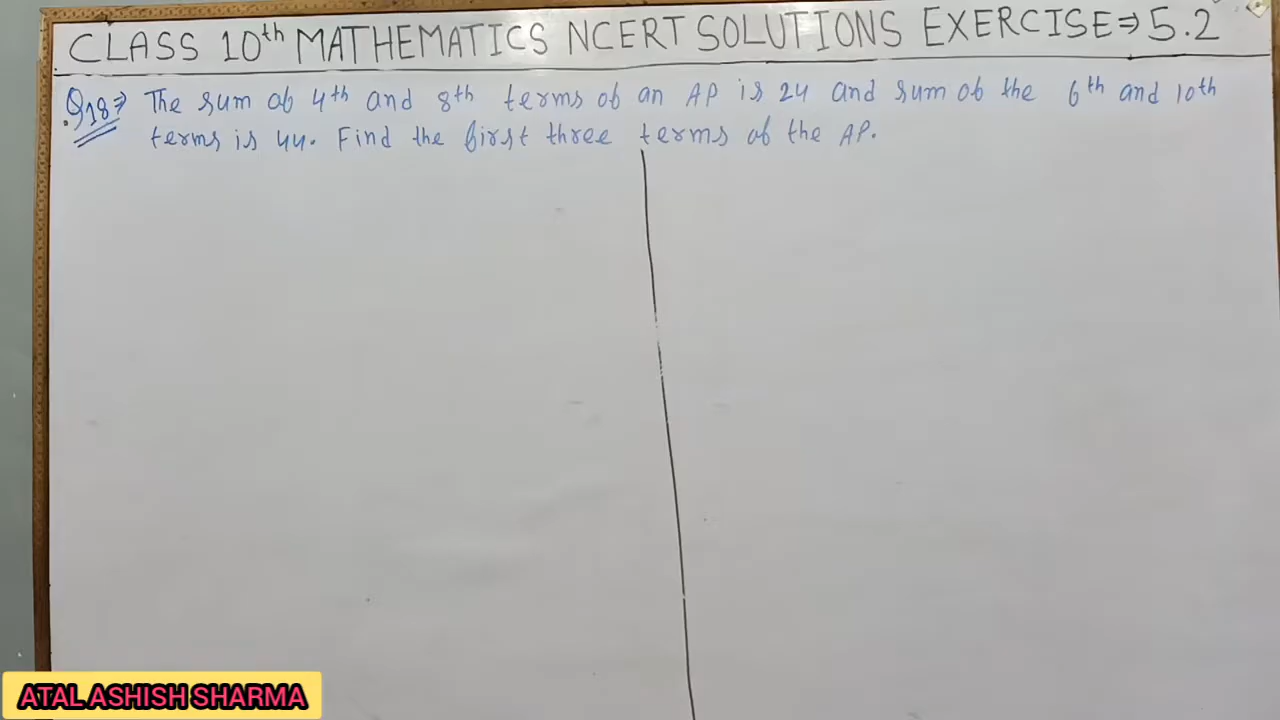 CLASS 10th MATHEMATICS NCERT SOLUTIONS EXERCISE⇒5.2
Q18⇒ The sum of 4th and 8th terms of an AP is 24 and sum of the 6th and 10th
terms is 44. Find the first three terms of the AP.
ATAL ASHISH SHARMA